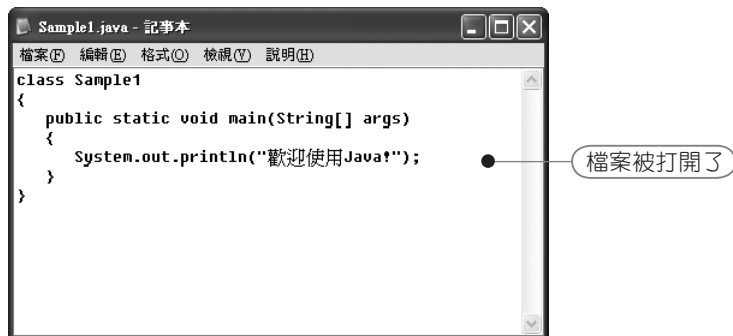 Sample1.java - 記事本
檔案(F) 編輯(E) 格式(O) 檢視(V) 說明(H)
class Sample1
{
   public static void main(String[] args)
   {
      System.out.println("歡迎使用Java!");
   }
}
檔案被打開了